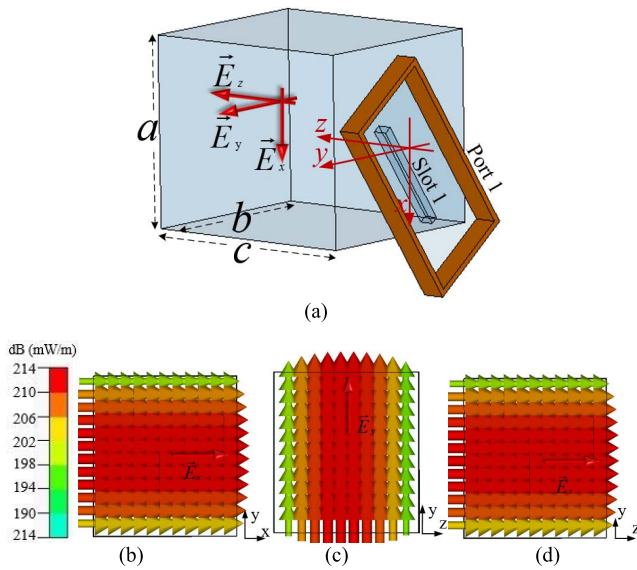 E z
E y
E x
a
b
c
z
y
x
Slot 1
Port 1
(a)
dB (mW/m)
214
210
206
202
198
194
190
214
E
y
x
(b)
E
y
z
(c)
E
y
z
(d)